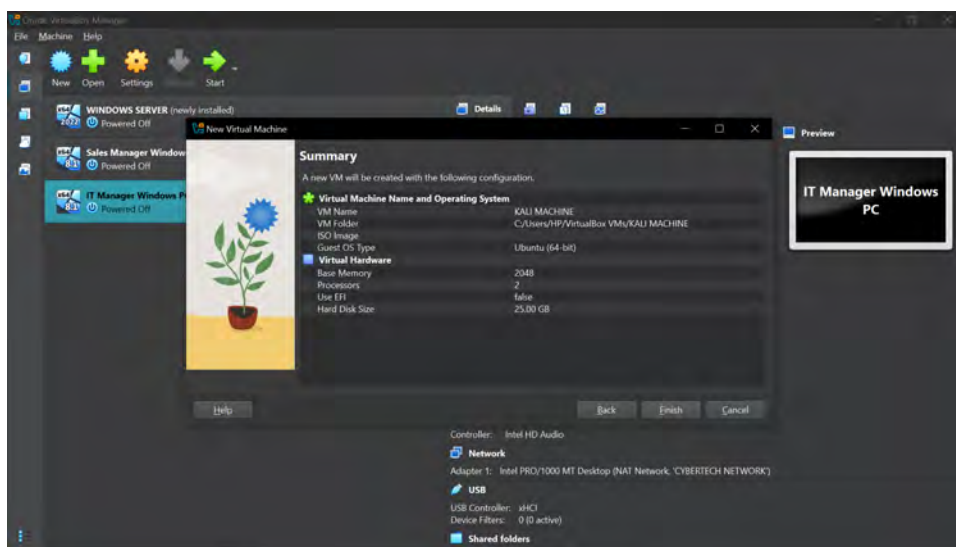 Oracle VirtualBox Manager
File Machine Help
New Open Settings Start
WINDOWS SERVER (newly installed)
2022 Powered Off
Details
New Virtual Machine
Preview
Sales Manager Window
8.1 Powered Off
IT Manager Windows P
8.1 Powered Off
IT Manager Windows
PC
Summary
A new VM will be created with the following configuration.
Virtual Machine Name and Operating System
VM Name KALI MACHINE
VM Folder C:/Users/HP/VirtualBox VMs/KALI MACHINE
ISO Image
Guest OS Type Ubuntu (64-bit)
Virtual Hardware
Base Memory 2048
Processors 2
Use EFI false
Hard Disk Size 25.00 GB
Help Back Finish Cancel
Controller: Intel HD Audio
Network
Adapter 1: Intel PRO/1000 MT Desktop (NAT Network, 'CYBERTECH NETWORK')
USB
USB Controller: xHCI
Device Filters: 0 (0 active)
Shared folders